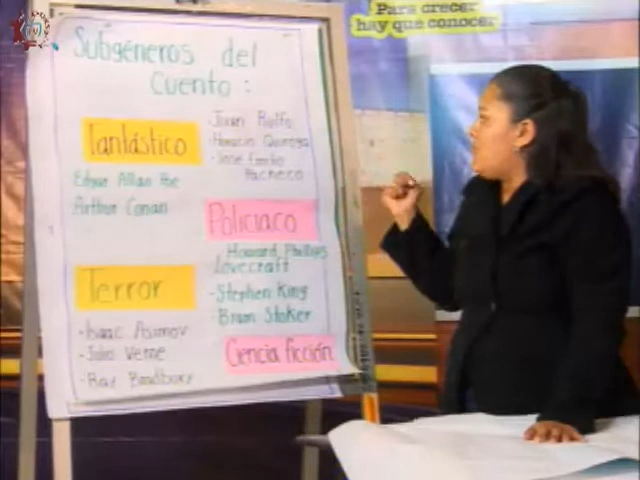 Para crecer
hay que conocer
Subgéneros del
Cuento :
Fantástico
- Juan Rulfo
- Horacio Quiroga
- José Emilio
Pacheco
Edgar Allan Poe
Arthur Conan
Policiaco
Howard Phillips
Lovecraft
- Stephen King
- Bram Stoker
Terror
- Isaac Asimov
- Julio Verne
- Ray Bradbury
Ciencia ficción